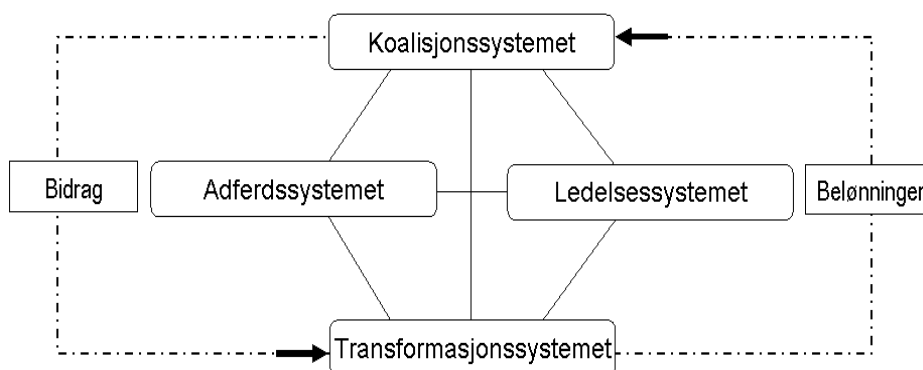 Koalisjonssystemet
Bidrag
Adferdssystemet
Ledelsessystemet
Belønninger
Transformasjonssystemet